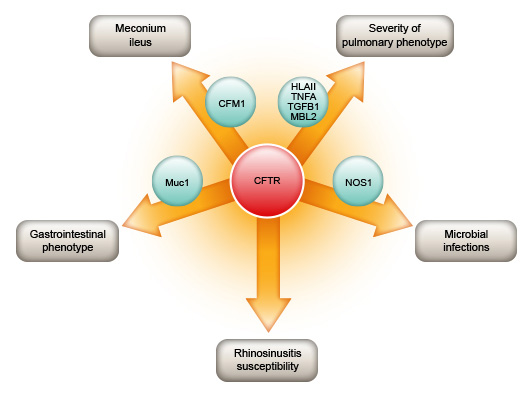 Meconium
ileus
Severity of
pulmonary phenotype
CFM1
HLAII
TNFA
TGFB1
MBL2
Muc1
CFTR
NOS1
Gastrointestinal
phenotype
Microbial
infections
Rhinosinusitis
susceptibility